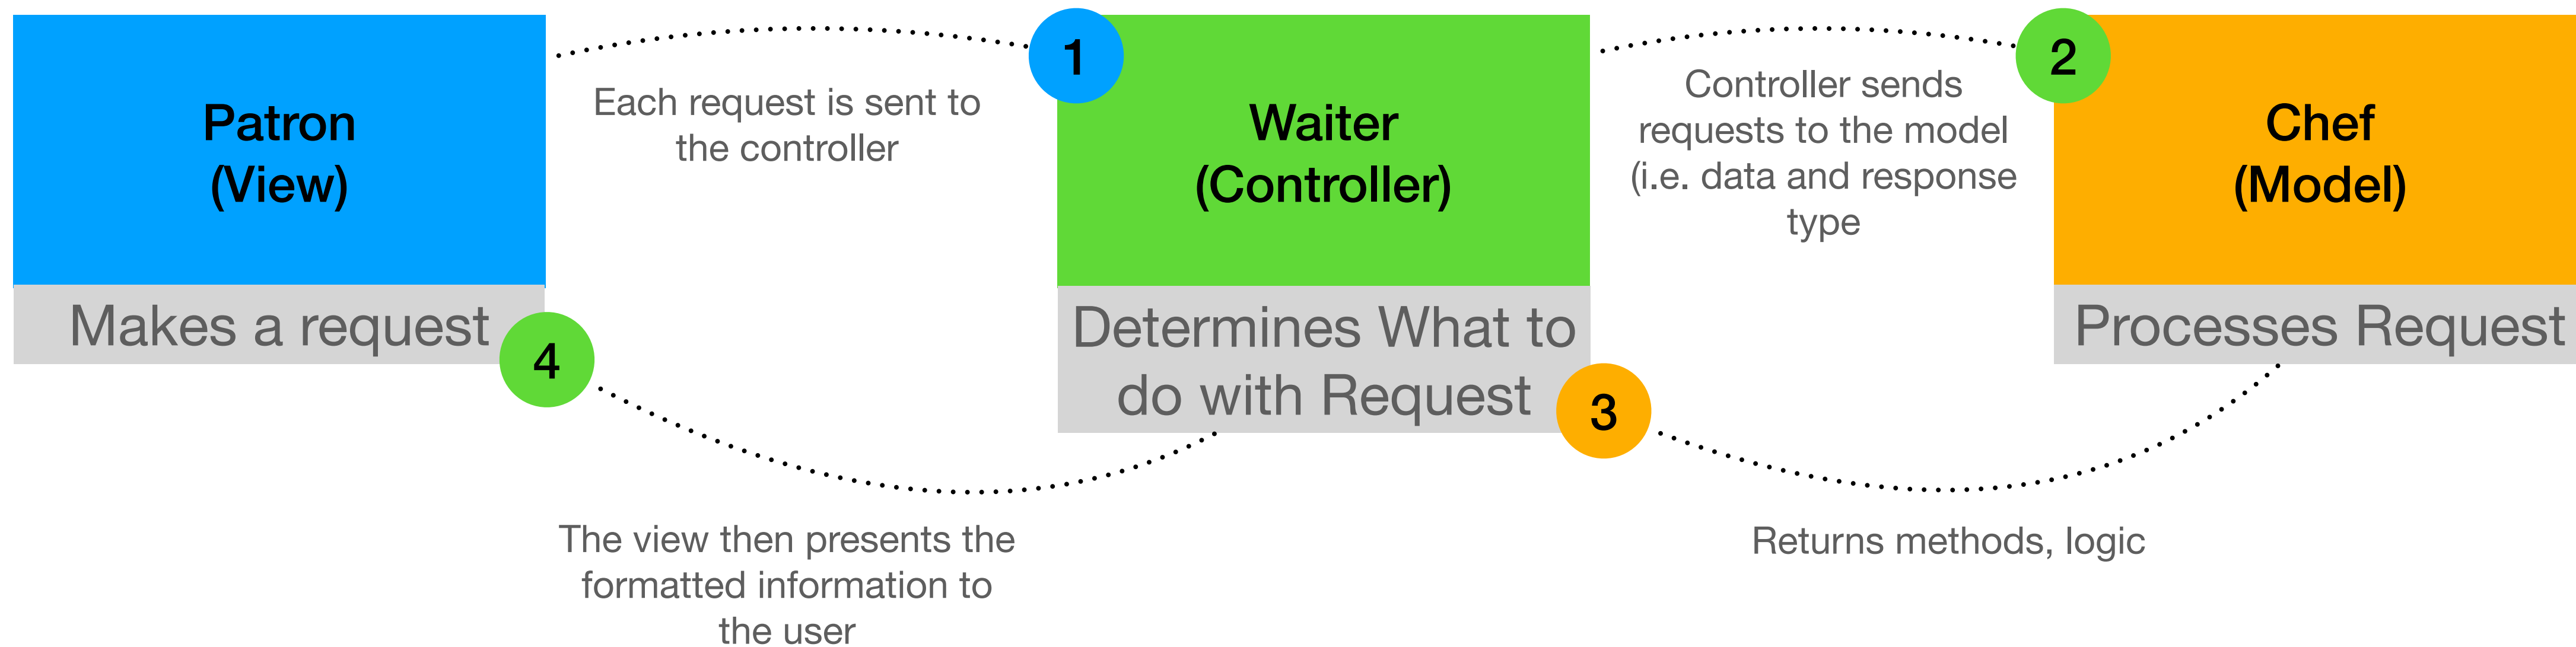 Patron
(View)
Makes a request
Each request is sent to
the controller
1
Waiter
(Controller)
Determines What to
do with Request
Controller sends
requests to the model
(i.e. data and response
type
2
Chef
(Model)
Processes Request
3
Returns methods, logic
4
The view then presents the
formatted information to
the user